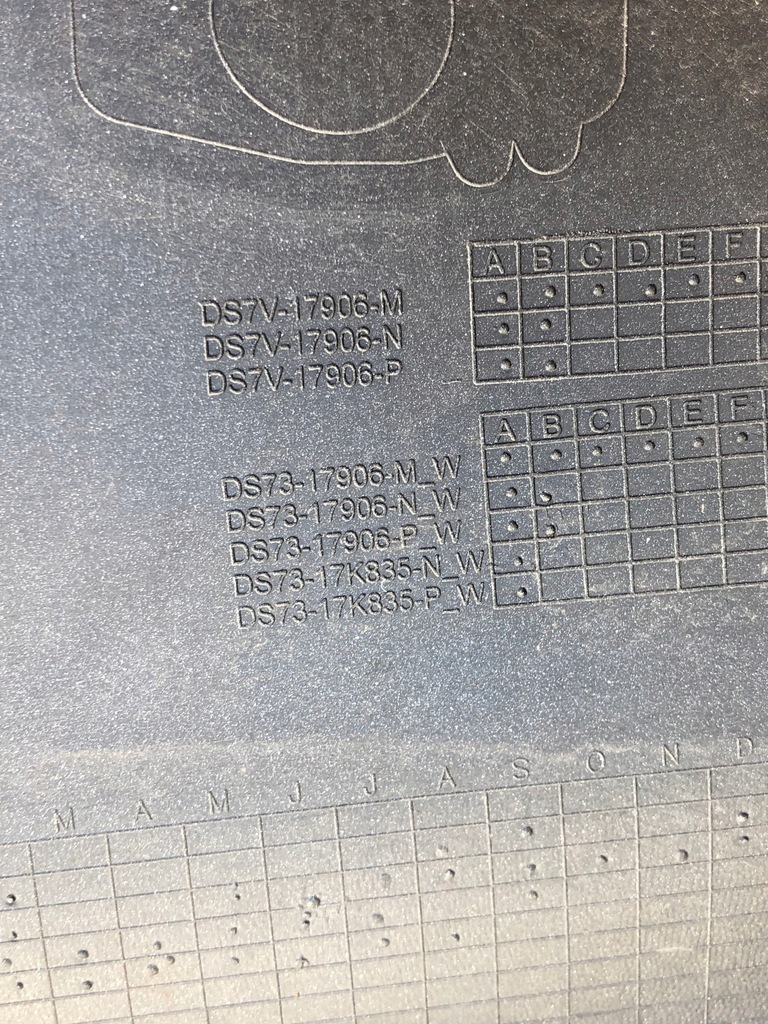 A B C D E F
DS7V-17906-M
DS7V-17906-N
DS7V-17906-P
A B C D E F
DS73-17906-M_W
DS73-17906-N_W
DS73-17906-P_W
DS73-17K835-N_W
DS73-17K835-P_W
M A M J J A S O N D